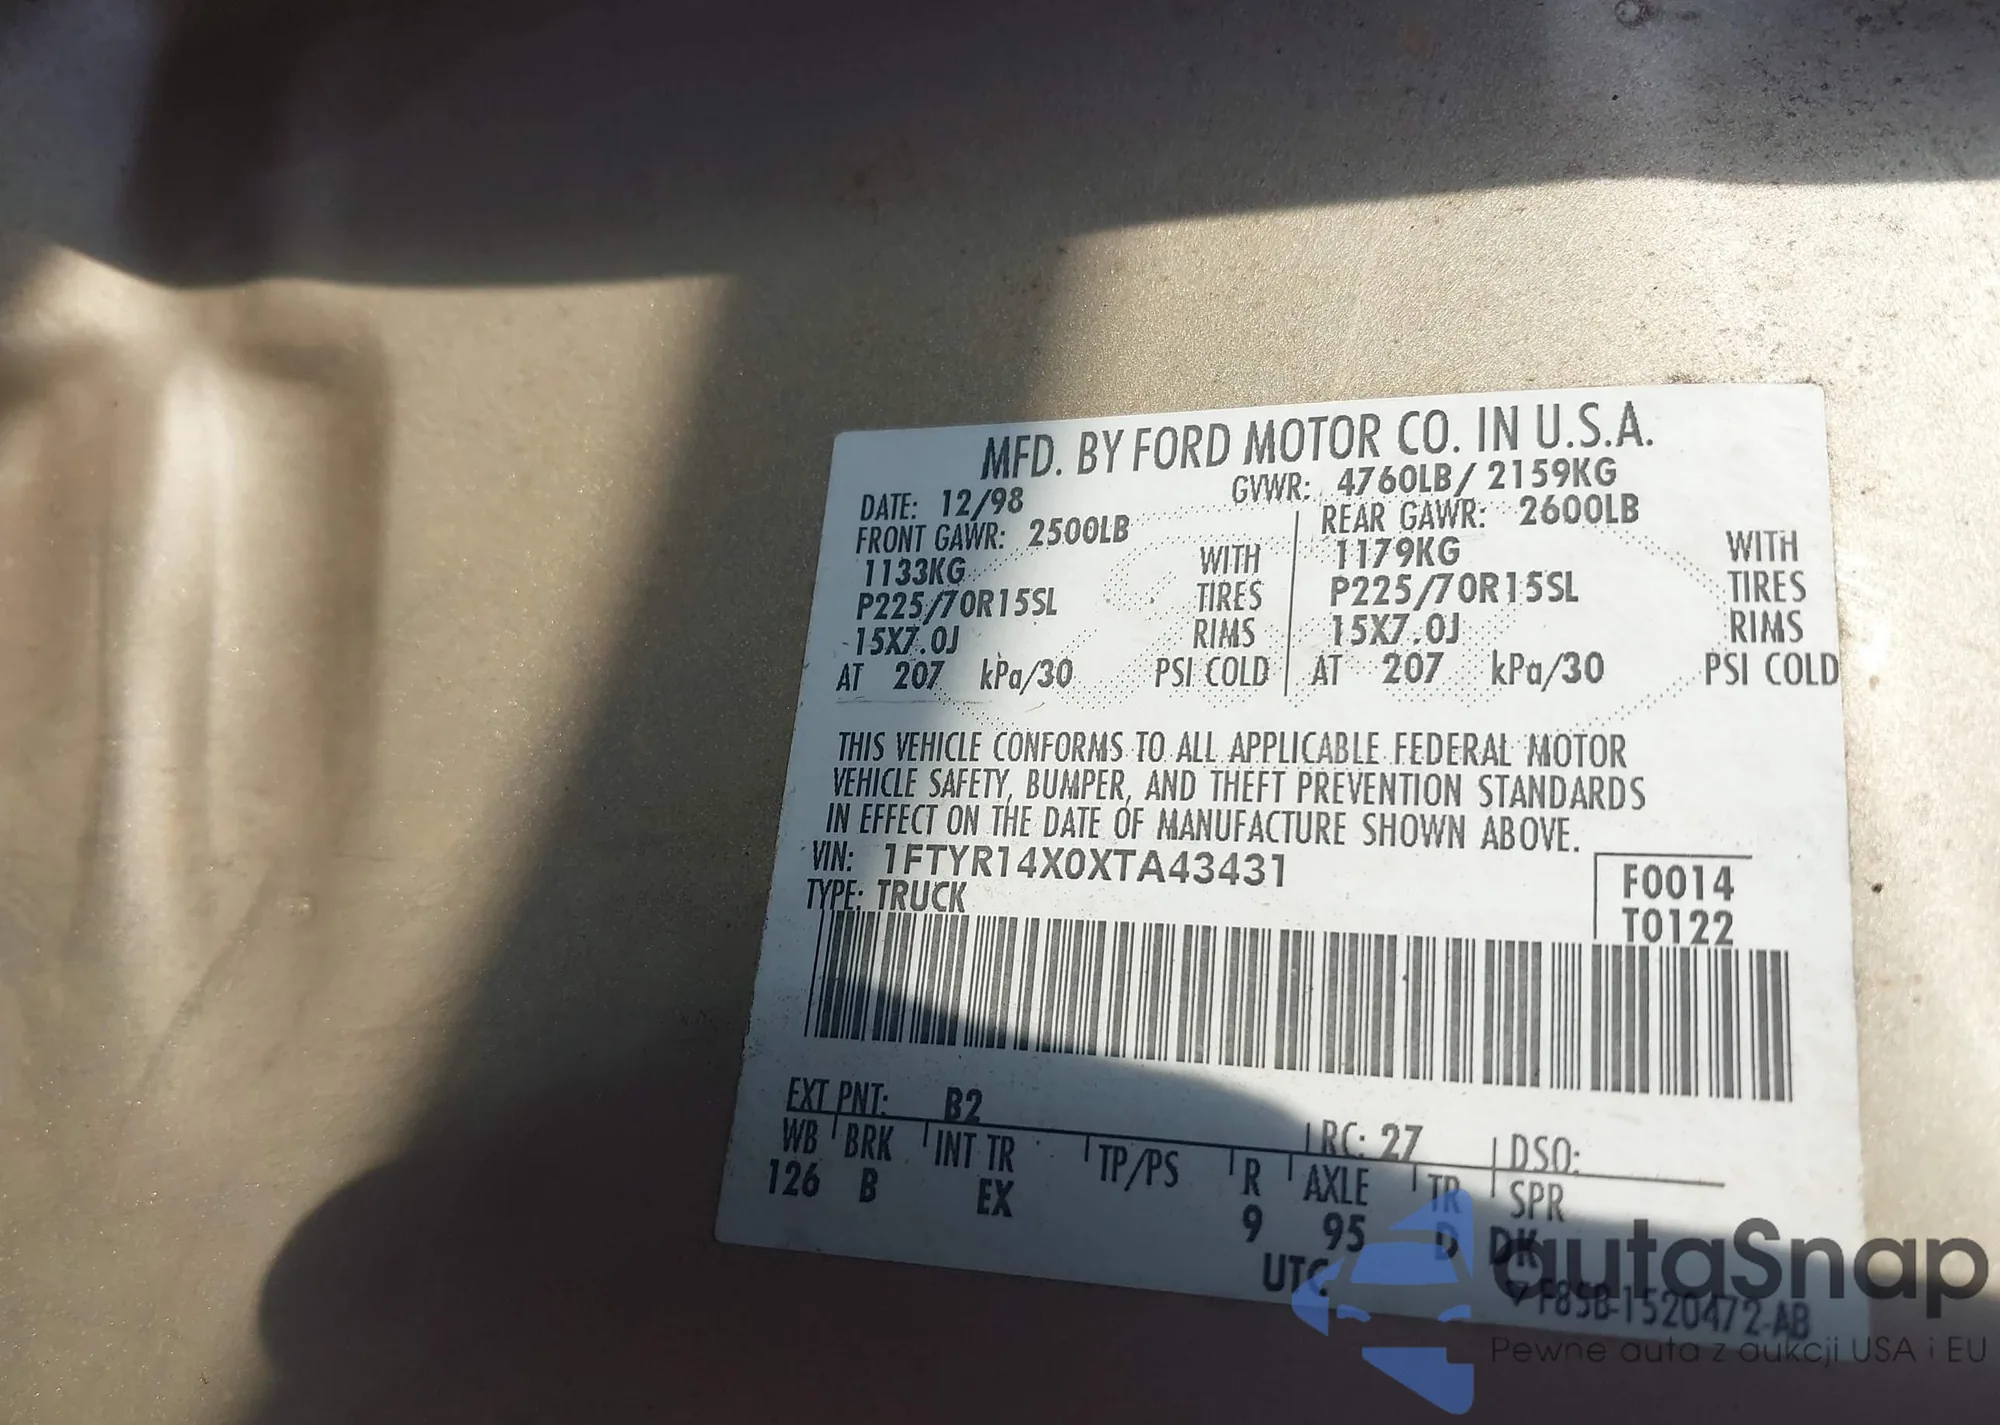 MFD. BY FORD MOTOR CO. IN U.S.A.
DATE: 12/98 GVWR: 4760LB/ 2159KG
FRONT GAWR: 2500LB REAR GAWR: 2600LB
1133KG WITH 1179KG WITH
P225/70R15SL TIRES P225/70R15SL TIRES
15X7.0J RIMS 15X7.0J RIMS
AT 207 kPa/30 PSI COLD AT 207 kPa/30 PSI COLD
THIS VEHICLE CONFORMS TO ALL APPLICABLE FEDERAL MOTOR
VEHICLE SAFETY, BUMPER, AND THEFT PREVENTION STANDARDS
IN EFFECT ON THE DATE OF MANUFACTURE SHOWN ABOVE.
VIN: 1FTYR14X0XTA43431 F0014
TYPE: TRUCK T0122
EXT PNT: B2 RC: 27 DSO:
WB BRK INT TR TP/PS R AXLE TR SPR
126 B EX 9 95 D DK
UTC
F85B-1520472-AB
autaSnap
Pewne auta z aukcji USA i EU